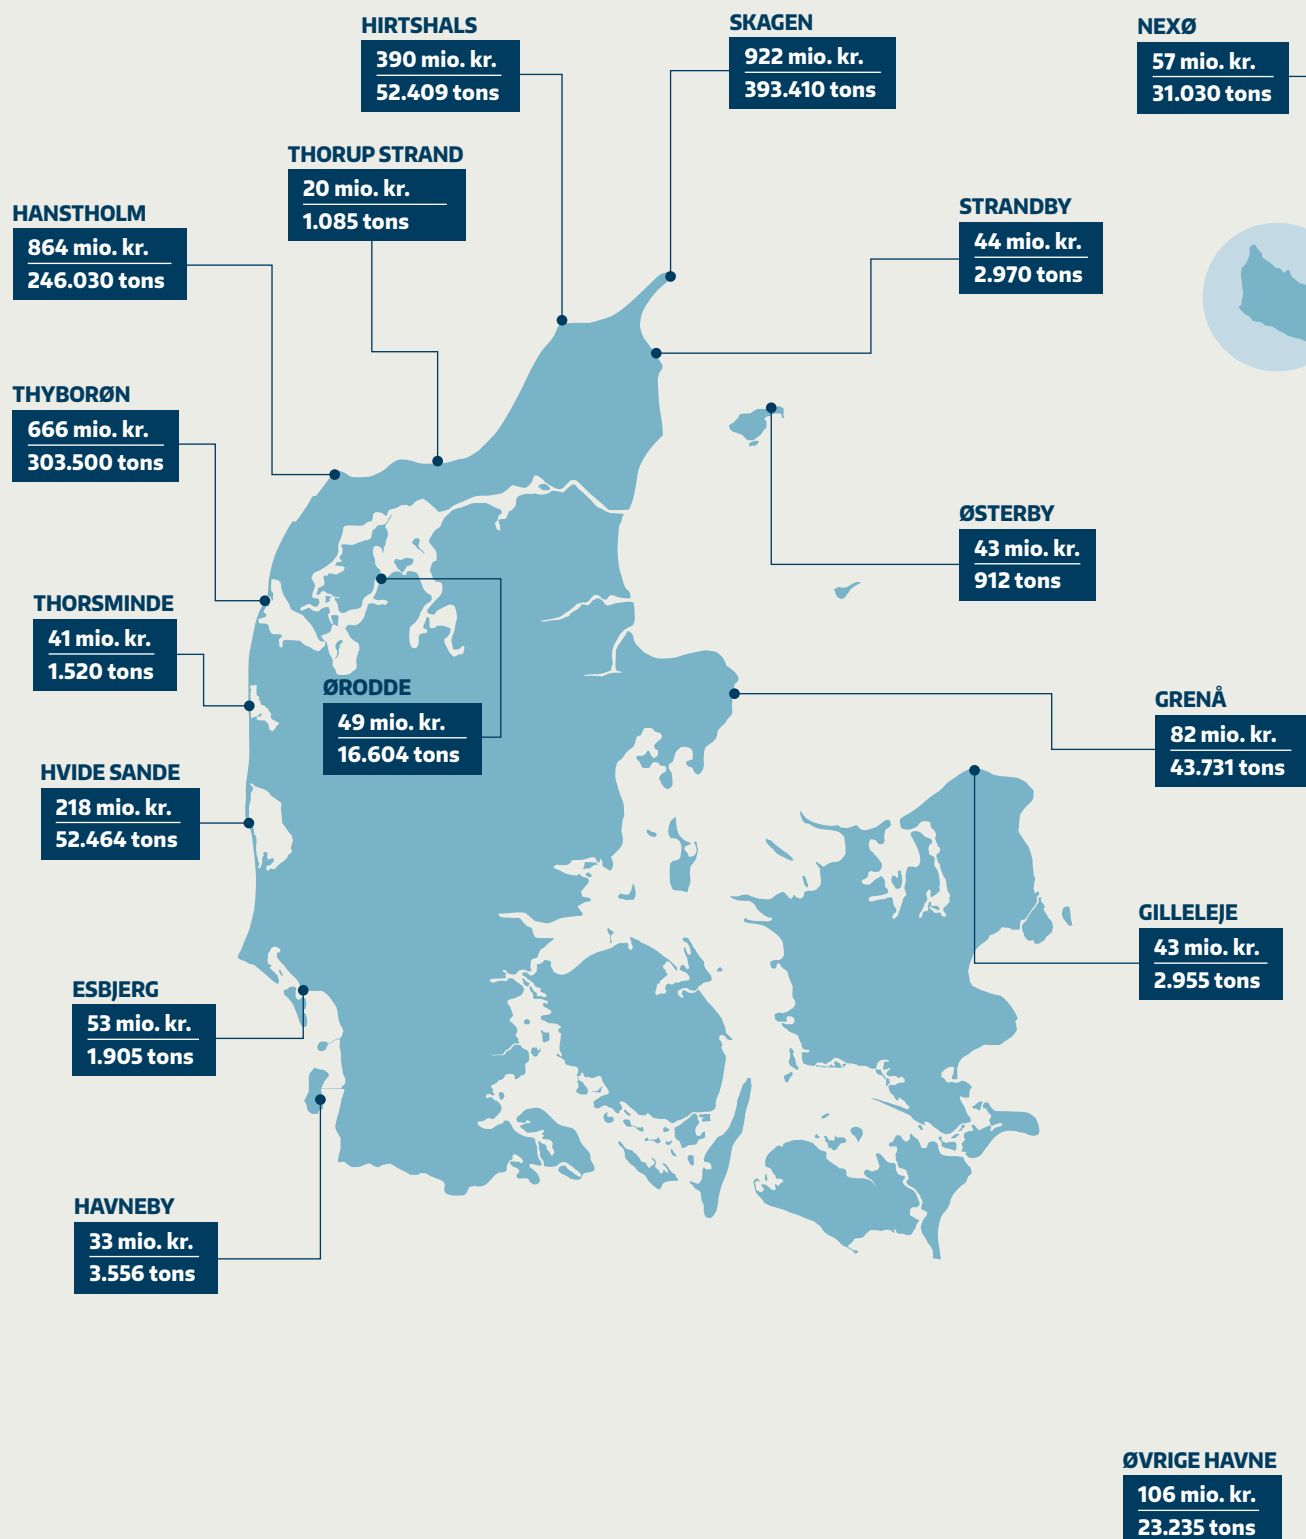 HIRTSHALS
390 mio. kr.
52.409 tons
SKAGEN
922 mio. kr.
393.410 tons
NEXØ
57 mio. kr.
31.030 tons
THORUP STRAND
20 mio. kr.
1.085 tons
HANSTHOLM
864 mio. kr.
246.030 tons
STRANDBY
44 mio. kr.
2.970 tons
THYBORØN
666 mio. kr.
303.500 tons
ØSTERBY
43 mio. kr.
912 tons
THORSMINDE
41 mio. kr.
1.520 tons
ØRODDE
49 mio. kr.
16.604 tons
GRENÅ
82 mio. kr.
43.731 tons
HVIDE SANDE
218 mio. kr.
52.464 tons
GILLELEJE
43 mio. kr.
2.955 tons
ESBJERG
53 mio. kr.
1.905 tons
HAVNEBY
33 mio. kr.
3.556 tons
ØVRIGE HAVNE
106 mio. kr.
23.235 tons